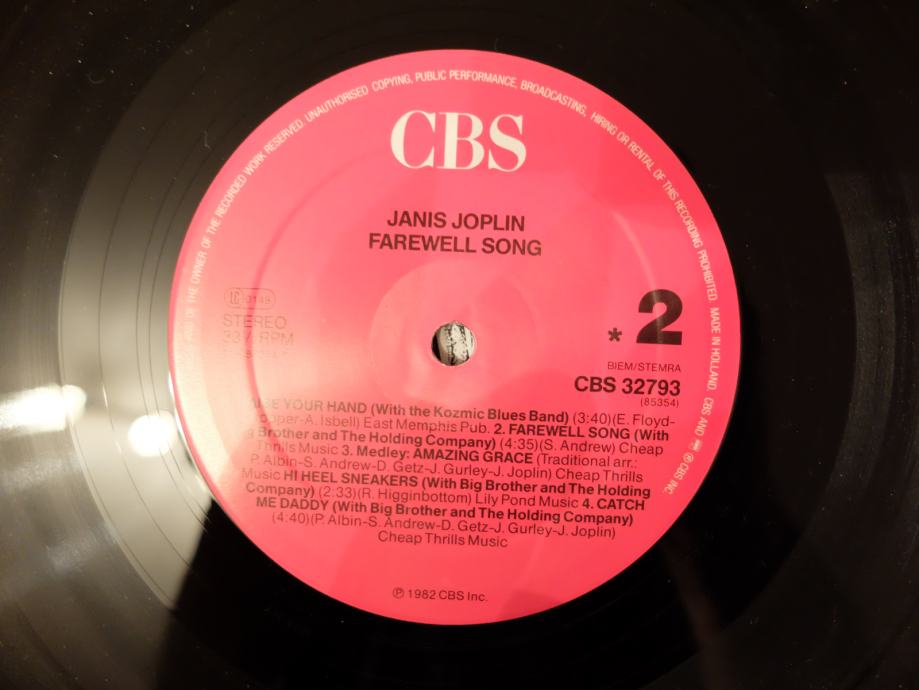 OF THE OWNER OF THE RECORDED WORK RESERVED. UNAUTHORISED COPYING, PUBLIC PERFORMANCE, BROADCASTING, HIRING OR RENTAL OF THIS RECORDING PROHIBITED. MADE IN HOLLAND. CBS AND ℗ CBS INC.
CBS
JANIS JOPLIN
FAREWELL SONG
LC 0149
STEREO
RPM
* 2
BIEM/STEMRA
CBS 32793
(85354)
YOUR HAND (With the Kozmic Blues Band) (3:40)(E. Floyd-
A. Isbell) East Memphis Pub. 2. FAREWELL SONG (With
Brother and The Holding Company) (4:35)(S. Andrew) Cheap
Thrills Music 3. Medley: AMAZING GRACE (Traditional arr.:
P. Albin-S. Andrew-D. Getz-J. Gurley-J. Joplin) Cheap Thrills
Music HI HEEL SNEAKERS (With Big Brother and The Holding
Company) (2:33)(R. Higginbottom) Lily Pond Music 4. CATCH
ME DADDY (With Big Brother and The Holding Company)
(4:40)(P. Albin-S. Andrew-D. Getz-J. Gurley-J. Joplin)
Cheap Thrills Music
℗ 1982 CBS Inc.